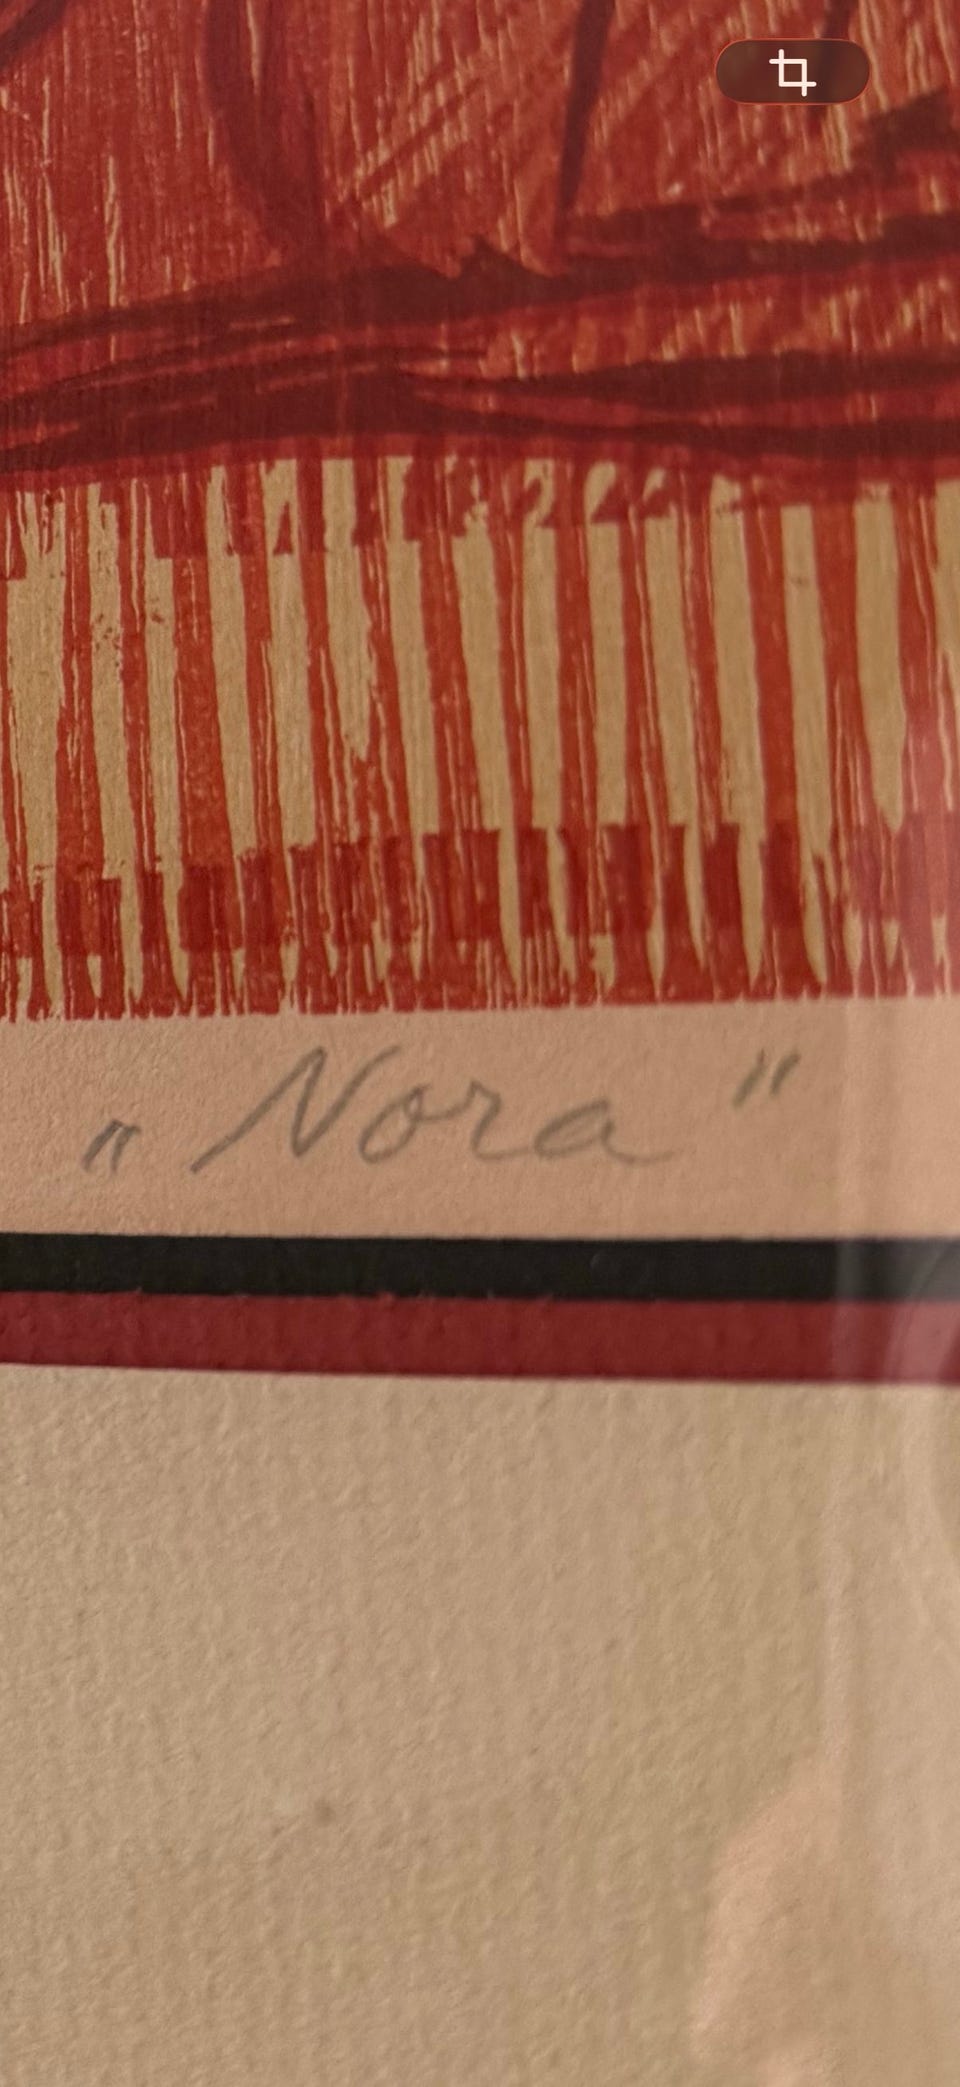 „ Nora "